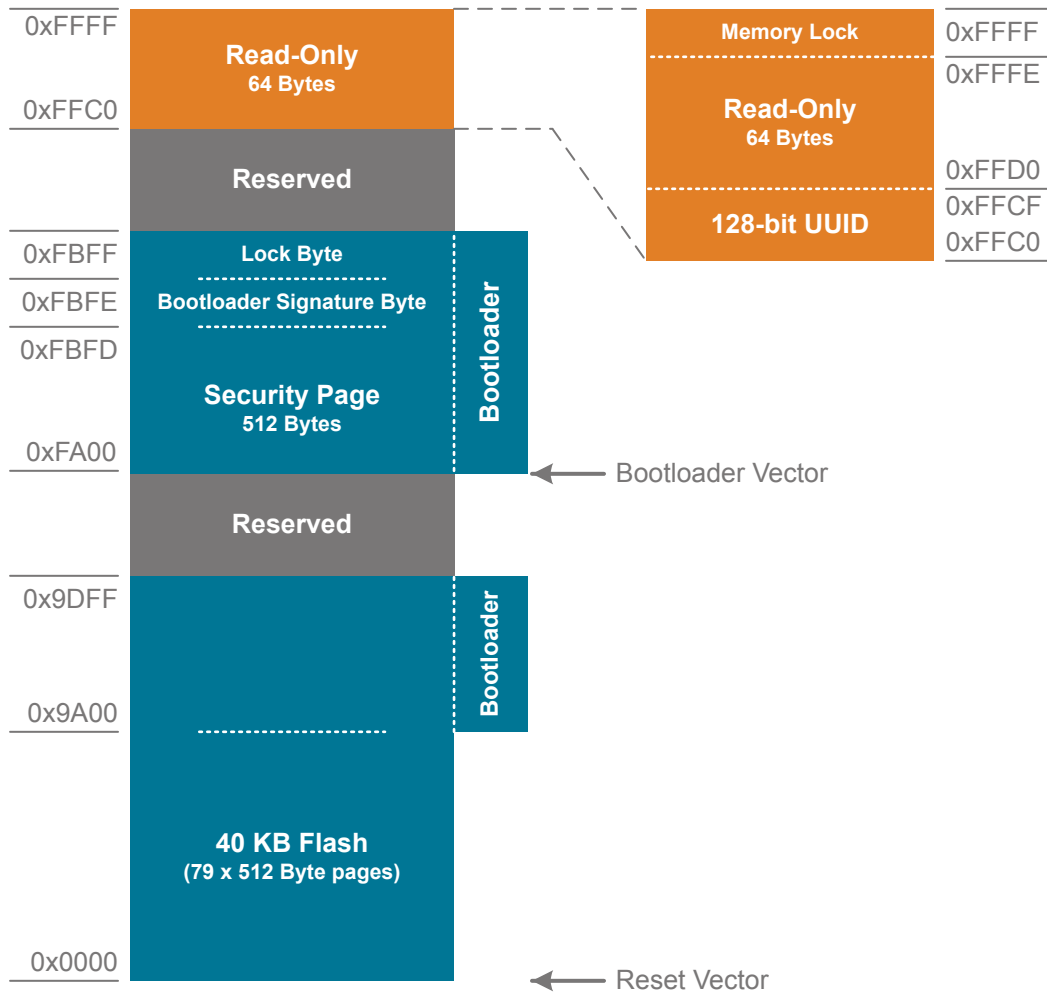 0xFFFF
Read-Only
64 Bytes
0xFFC0
Reserved
0xFBFF
Lock Byte
0xFBFE
Bootloader Signature Byte
0xFBFD
Security Page
512 Bytes
0xFA00
Bootloader
Bootloader Vector
Reserved
0x9DFF
Bootloader
0x9A00
40 KB Flash
(79 x 512 Byte pages)
0x0000
Reset Vector
Memory Lock
0xFFFF
0xFFFE
Read-Only
64 Bytes
0xFFD0
0xFFCF
128-bit UUID
0xFFC0